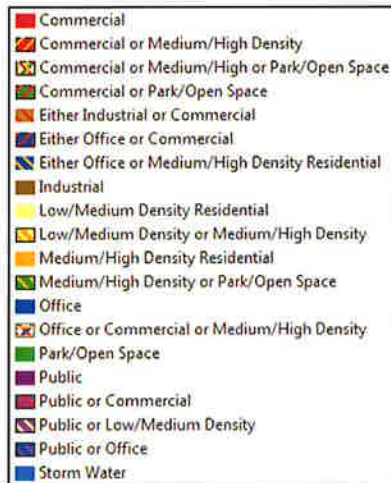 Commercial
Commercial or Medium/High Density
Commercial or Medium/High or Park/Open Space
Commercial or Park/Open Space
Either Industrial or Commercial
Either Office or Commercial
Either Office or Medium/High Density Residential
Industrial
Low/Medium Density Residential
Low/Medium Density or Medium/High Density
Medium/High Density Residential
Medium/High Density or Park/Open Space
Office
Office or Commercial or Medium/High Density
Park/Open Space
Public
Public or Commercial
Public or Low/Medium Density
Public or Office
Storm Water